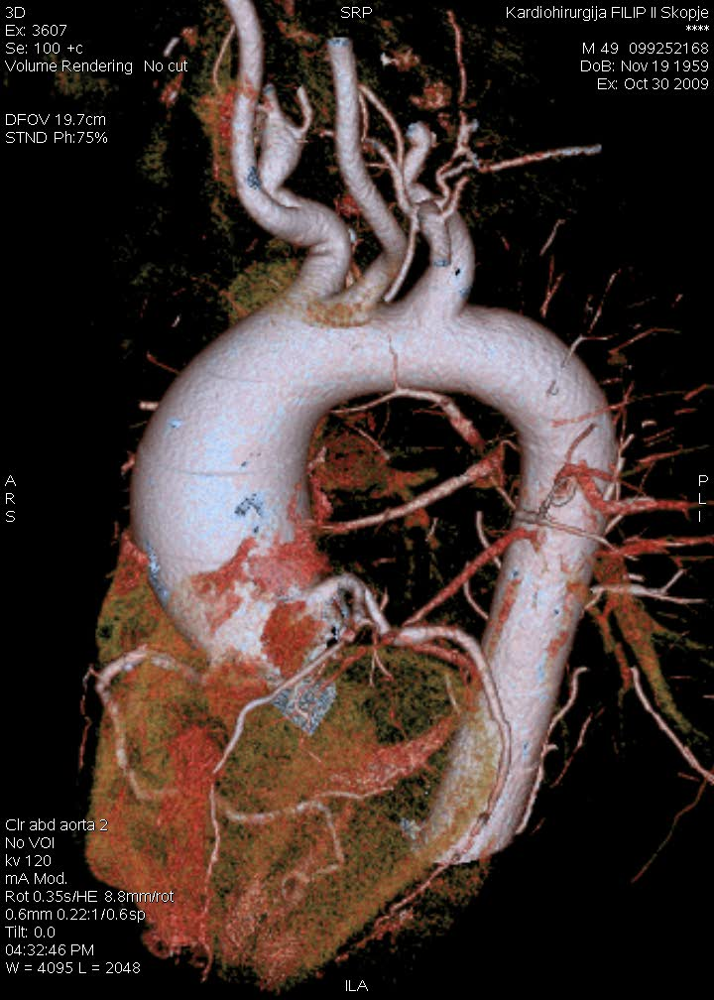 3D
Ex: 3607
Se: 100 +c
Volume Rendering No cut
DFOV 19.7cm
STND Ph:75%
SRP
Kardiohirurgija FILIP II Skopje
****
M 49 099252168
DoB: Nov 19 1959
Ex: Oct 30 2009
A
R
S
P
L
I
Clr abd aorta 2
No VOI
kv 120
mA Mod.
Rot 0.35s/HE 8.8mm/rot
0.6mm 0.22:1/0.6sp
Tilt: 0.0
04:32:46 PM
W = 4095 L = 2048
ILA